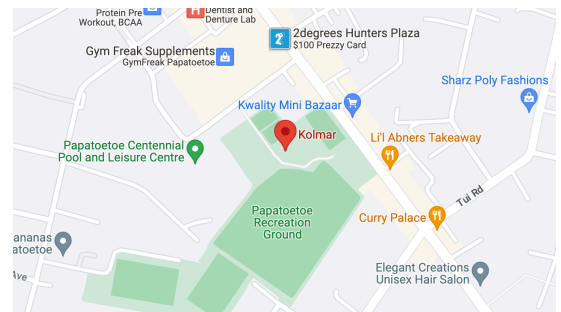 Protein Pre
Workout, BCAA
Dentist and
Denture Lab
2degrees Hunters Plaza
$100 Prezzy Card
Gym Freak Supplements
GymFreak Papatoetoe
Sharz Poly Fashions
Kwality Mini Bazaar
Kolmar
Li'l Abners Takeaway
Papatoetoe Centennial
Pool and Leisure Centre
Tui Rd
Papatoetoe
Recreation
Ground
Curry Palace
ananas
atoetoe
Elegant Creations
Unisex Hair Salon
Ave